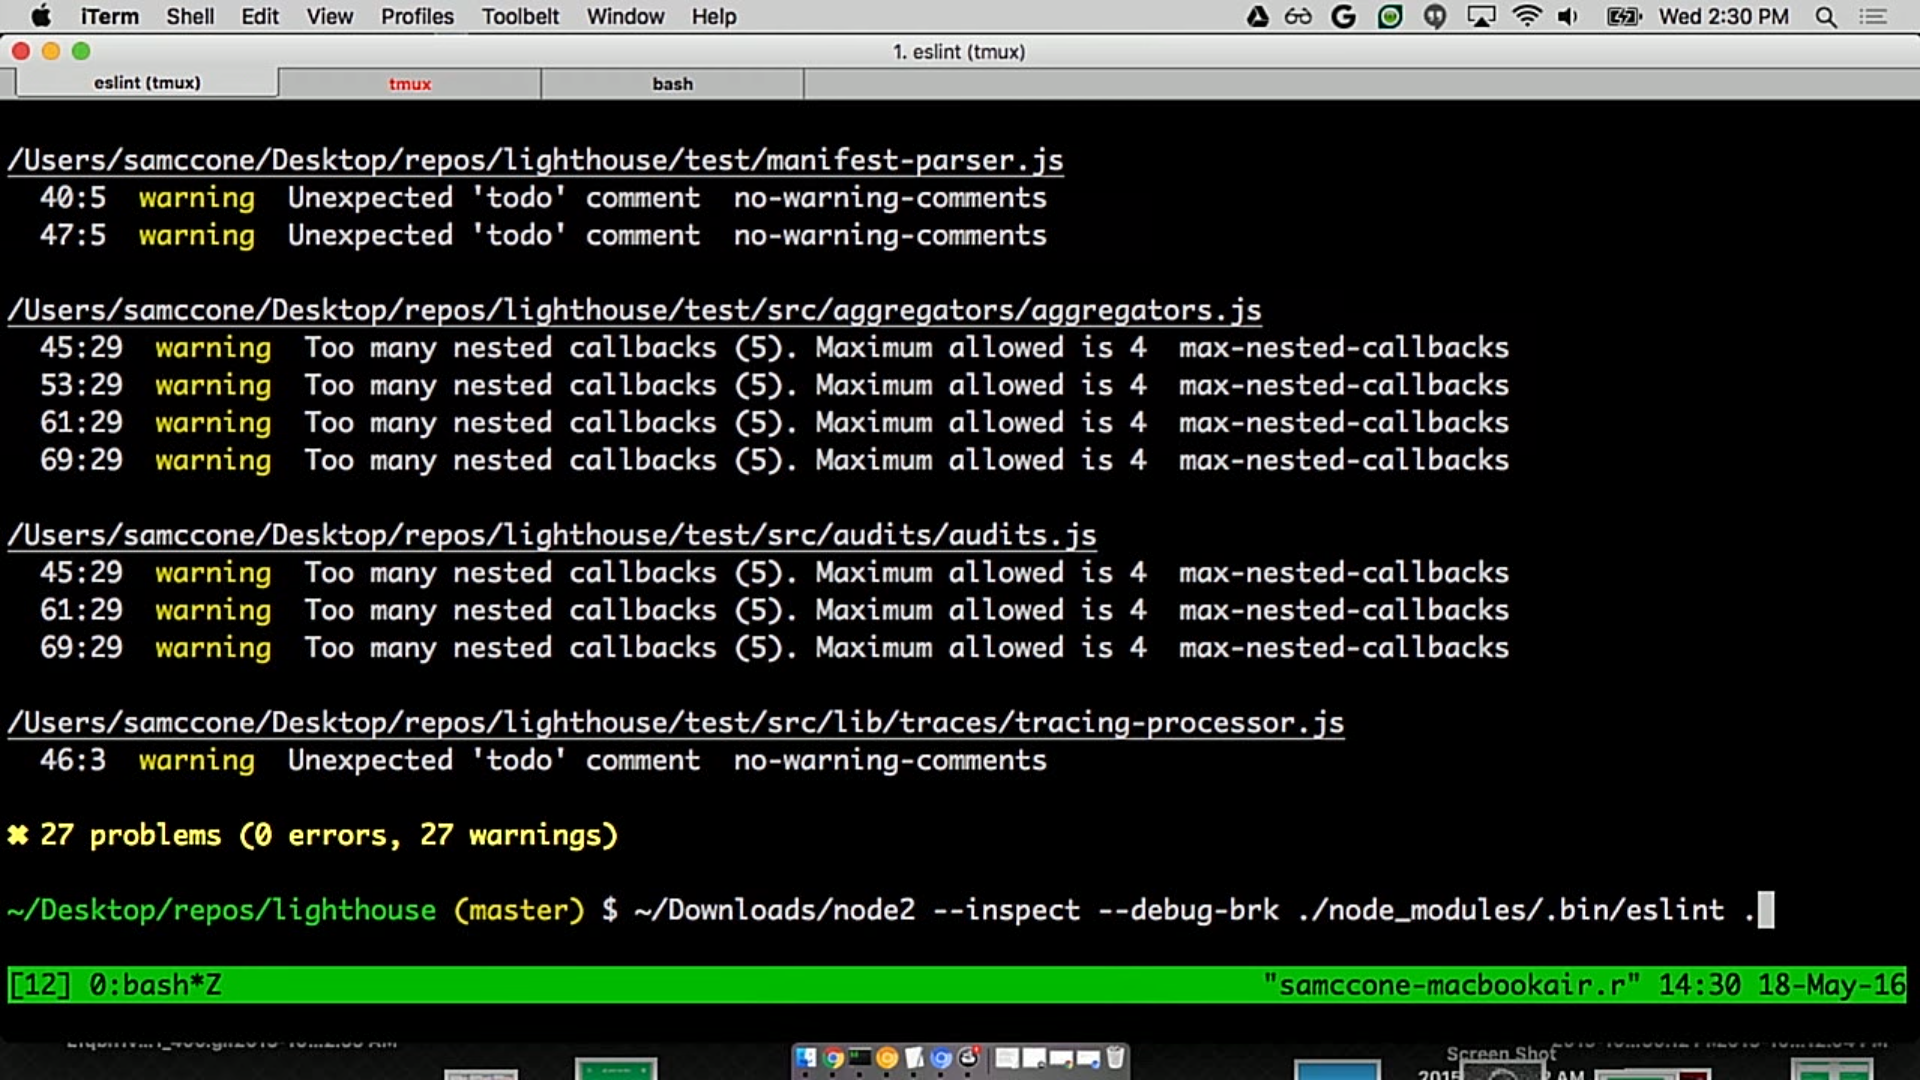 iTerm Shell Edit View Profiles Toolbelt Window Help Wed 2:30 PM
1. eslint (tmux)
eslint (tmux) tmux bash
/Users/samccone/Desktop/repos/lighthouse/test/manifest-parser.js
40:5 warning Unexpected 'todo' comment no-warning-comments
47:5 warning Unexpected 'todo' comment no-warning-comments
/Users/samccone/Desktop/repos/lighthouse/test/src/aggregators/aggregators.js
45:29 warning Too many nested callbacks (5). Maximum allowed is 4 max-nested-callbacks
53:29 warning Too many nested callbacks (5). Maximum allowed is 4 max-nested-callbacks
61:29 warning Too many nested callbacks (5). Maximum allowed is 4 max-nested-callbacks
69:29 warning Too many nested callbacks (5). Maximum allowed is 4 max-nested-callbacks
/Users/samccone/Desktop/repos/lighthouse/test/src/audits/audits.js
45:29 warning Too many nested callbacks (5). Maximum allowed is 4 max-nested-callbacks
61:29 warning Too many nested callbacks (5). Maximum allowed is 4 max-nested-callbacks
69:29 warning Too many nested callbacks (5). Maximum allowed is 4 max-nested-callbacks
/Users/samccone/Desktop/repos/lighthouse/test/src/lib/traces/tracing-processor.js
46:3 warning Unexpected 'todo' comment no-warning-comments
✖ 27 problems (0 errors, 27 warnings)
~/Desktop/repos/lighthouse (master) $ ~/Downloads/node2 --inspect --debug-brk ./node_modules/.bin/eslint .
[12] 0:bash*Z "samccone-macbookair.r" 14:30 18-May-16
Screen Shot